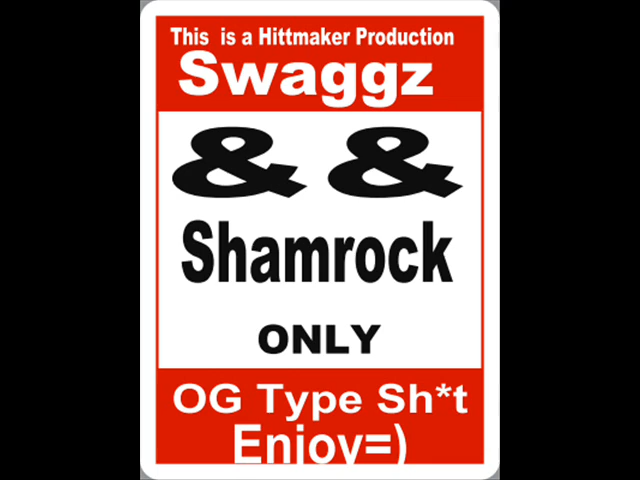 This is a Hittmaker Production
Swaggz
& &
Shamrock
ONLY
OG Type Sh*t
Enjoy=)